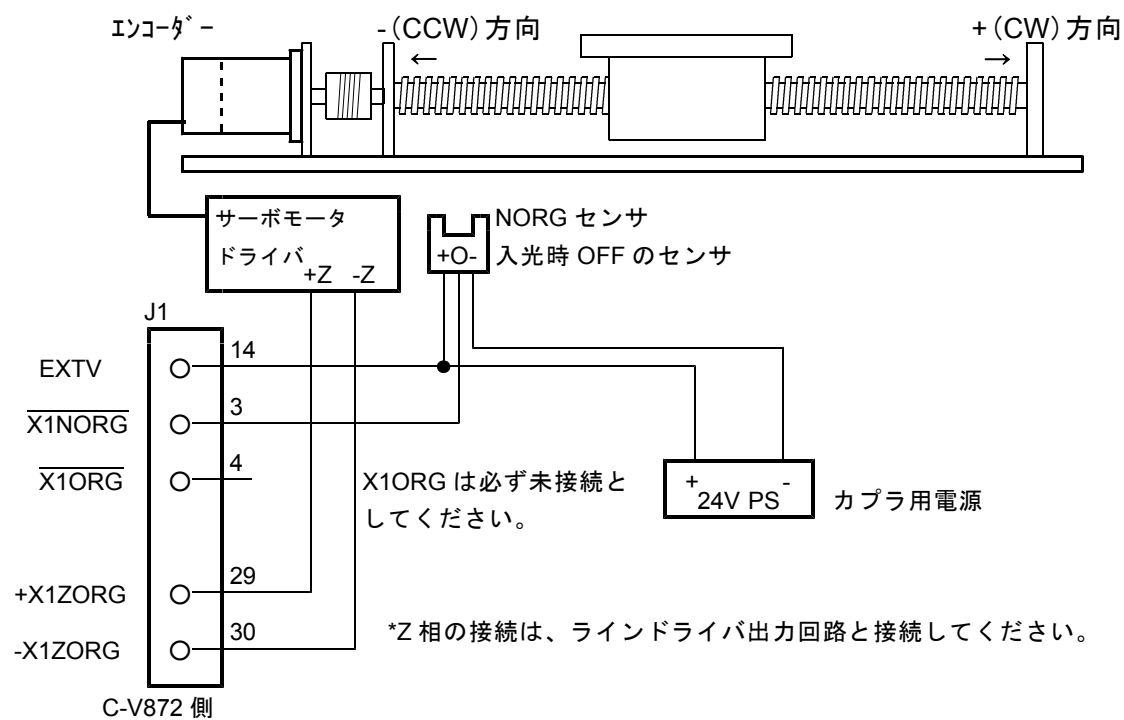 ｴﾝｺｰﾀﾞｰ
-(CCW)方向
+(CW)方向
←
→
サーボモータ
ドライバ
+Z -Z
NORG センサ
+O- 入光時 OFF のセンサ
J1
EXTV
14
X1NORG
3
X1ORG
4
X1ORG は必ず未接続と
してください。
+ -
24V PS
カプラ用電源
+X1ZORG
29
-X1ZORG
30
*Z 相の接続は、ラインドライバ出力回路と接続してください。
C-V872 側